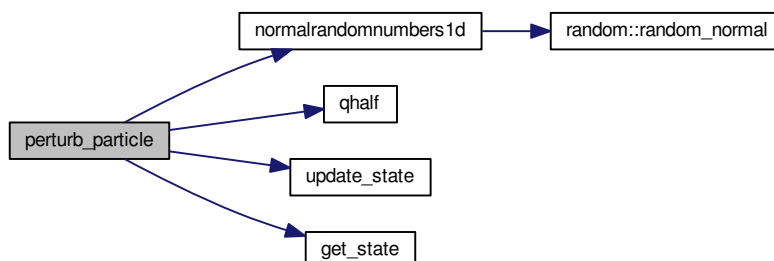 normalrandomnumbers1d
random::random_normal
qhalf
perturb_particle
update_state
get_state